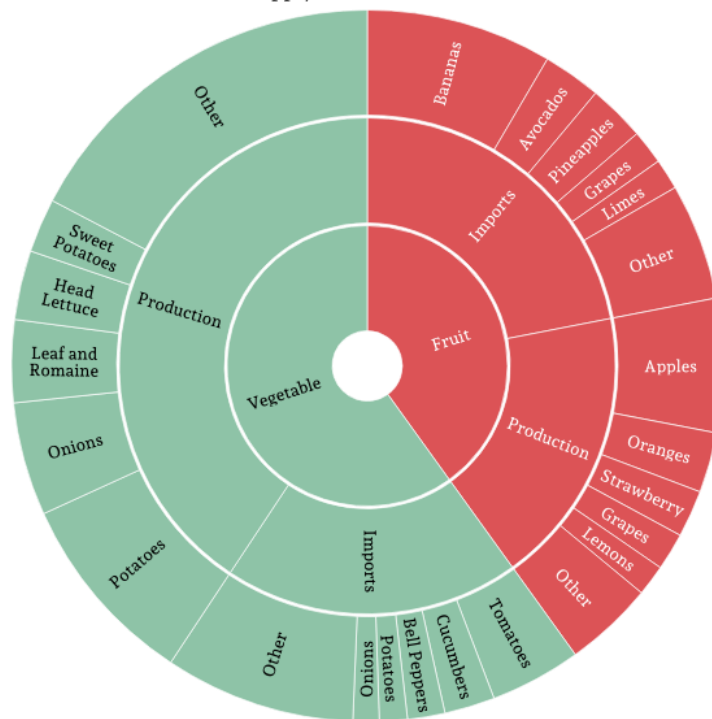 Bananas
Avocados
Pineapples
Grapes
Limes
Other
Imports
Fruit
Apples
Oranges
Strawberry
Grapes
Lemons
Other
Production
Tomatoes
Cucumbers
Bell Peppers
Potatoes
Onions
Other
Imports
Vegetable
Production
Potatoes
Onions
Leaf and
Romaine
Head
Lettuce
Sweet
Potatoes
Other